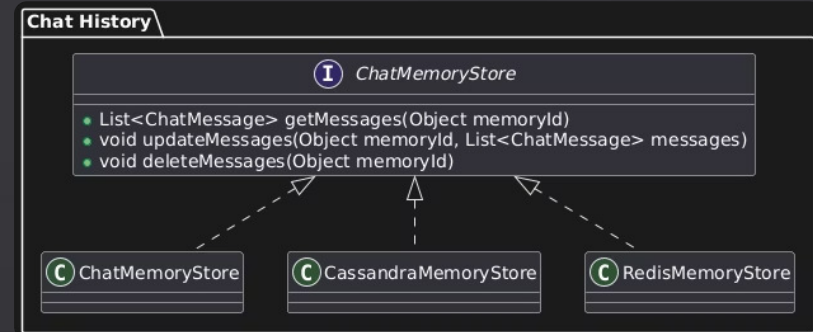 Chat History
I ChatMemoryStore
List<ChatMessage> getMessages(Object memoryId)
void updateMessages(Object memoryId, List<ChatMessage> messages)
void deleteMessages(Object memoryId)
C ChatMemoryStore
C CassandraMemoryStore
C RedisMemoryStore